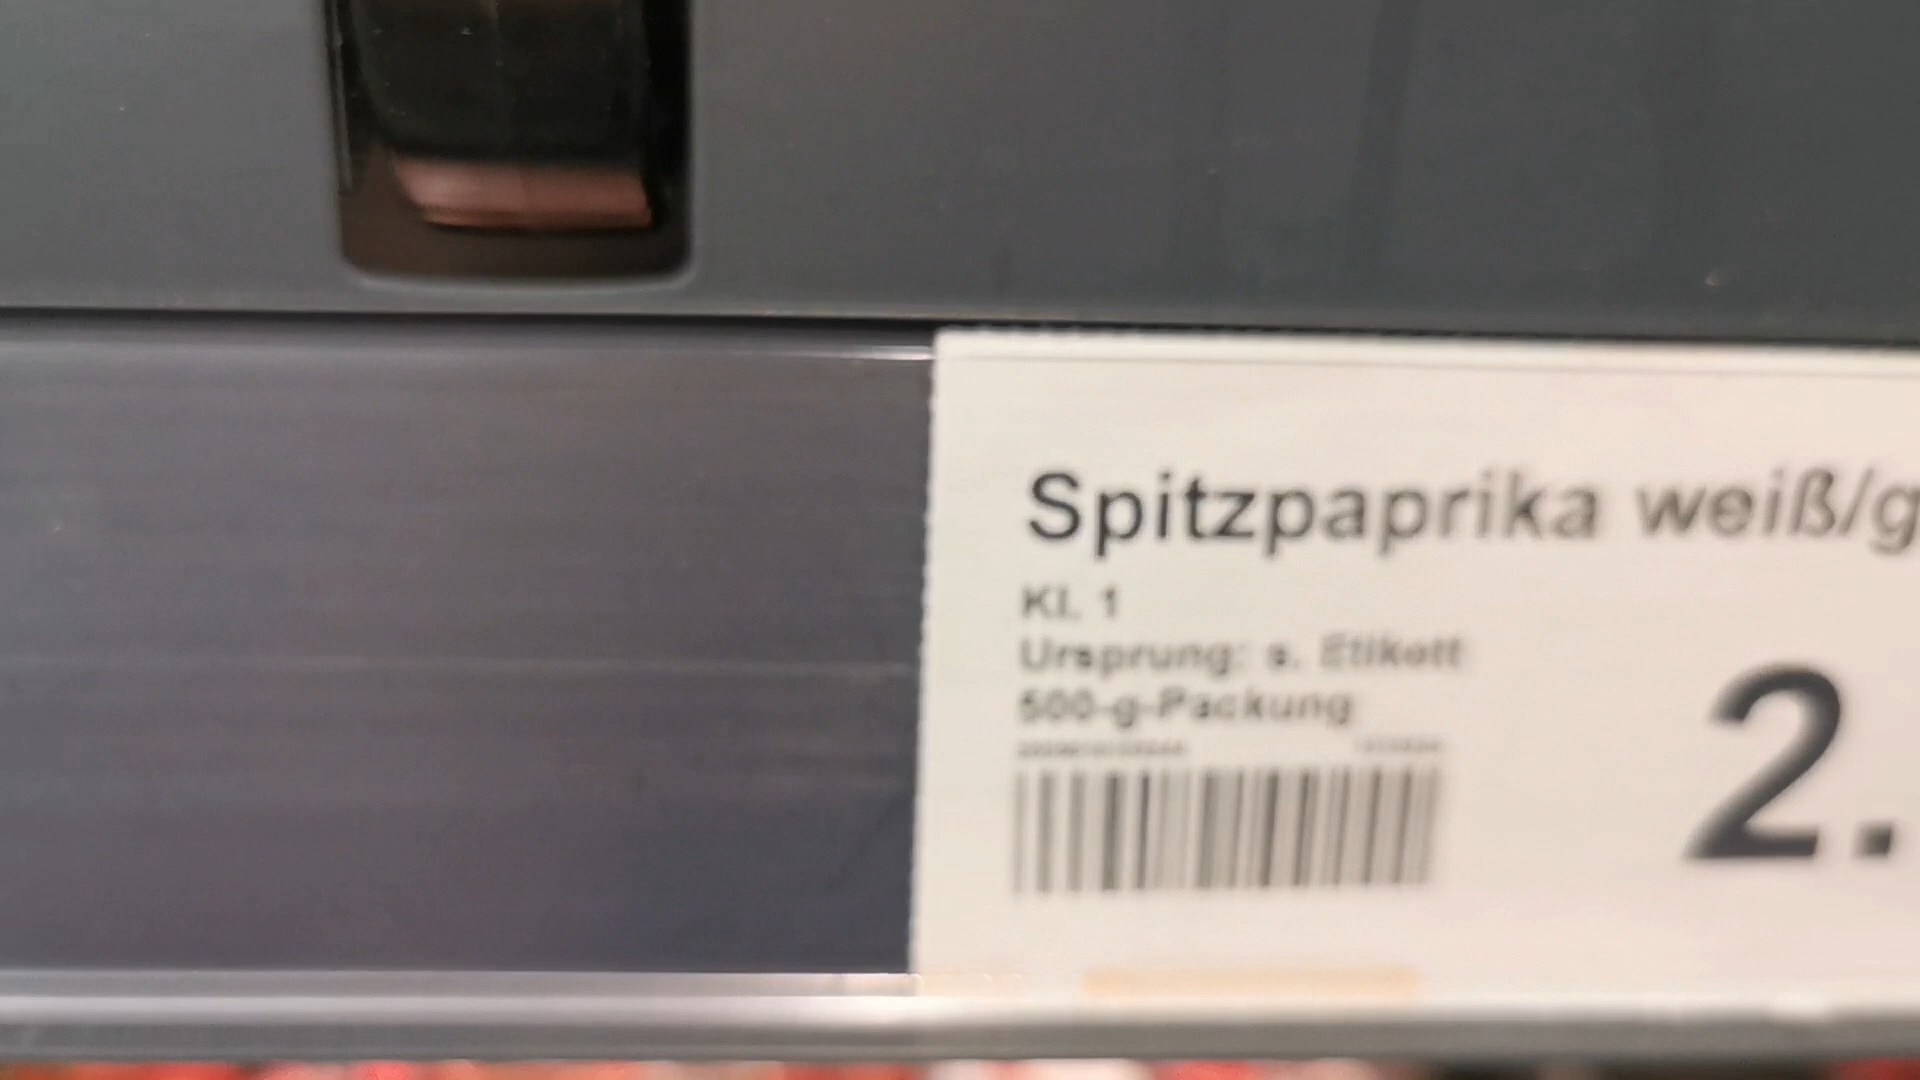 Spitzpaprika weiß/g
Kl. 1
Ursprung: s. Etikett
500-g-Packung
2.